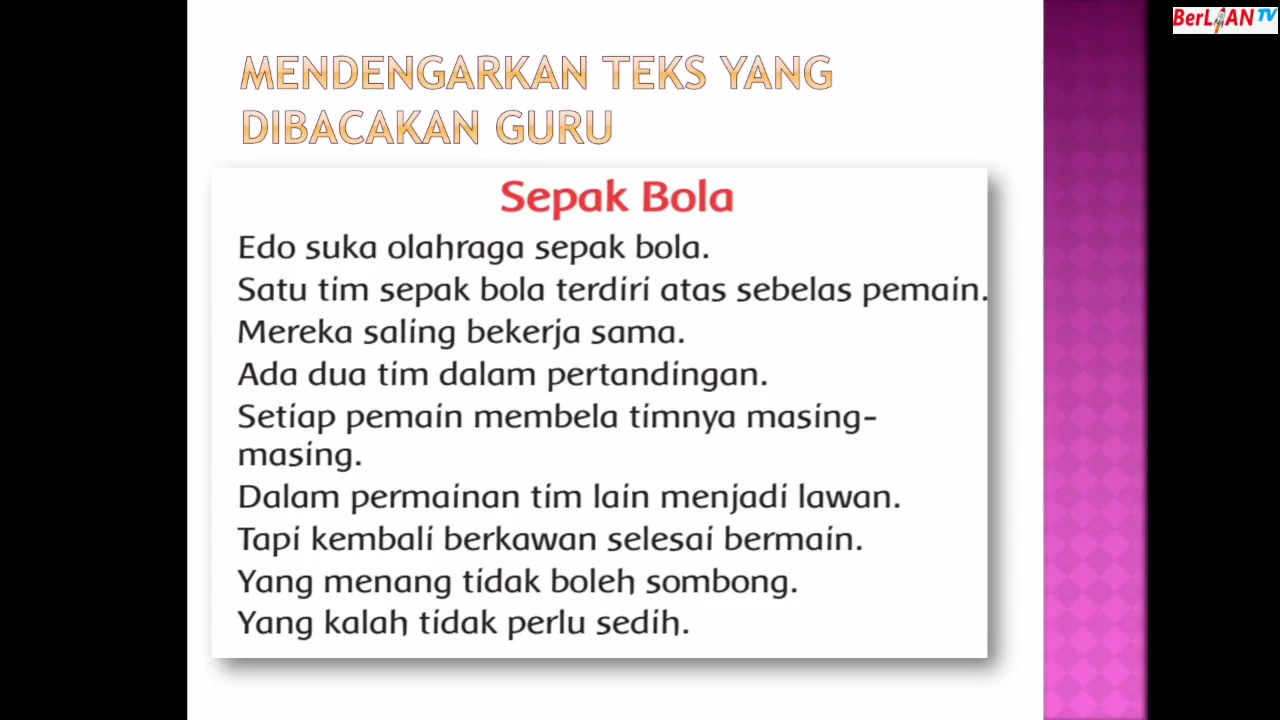 BerLiAN TV
MENDENGARKAN TEKS YANG
DIBACAKAN GURU
Sepak Bola
Edo suka olahraga sepak bola.
Satu tim sepak bola terdiri atas sebelas pemain.
Mereka saling bekerja sama.
Ada dua tim dalam pertandingan.
Setiap pemain membela timnya masing-
masing.
Dalam permainan tim lain menjadi lawan.
Tapi kembali berkawan selesai bermain.
Yang menang tidak boleh sombong.
Yang kalah tidak perlu sedih.